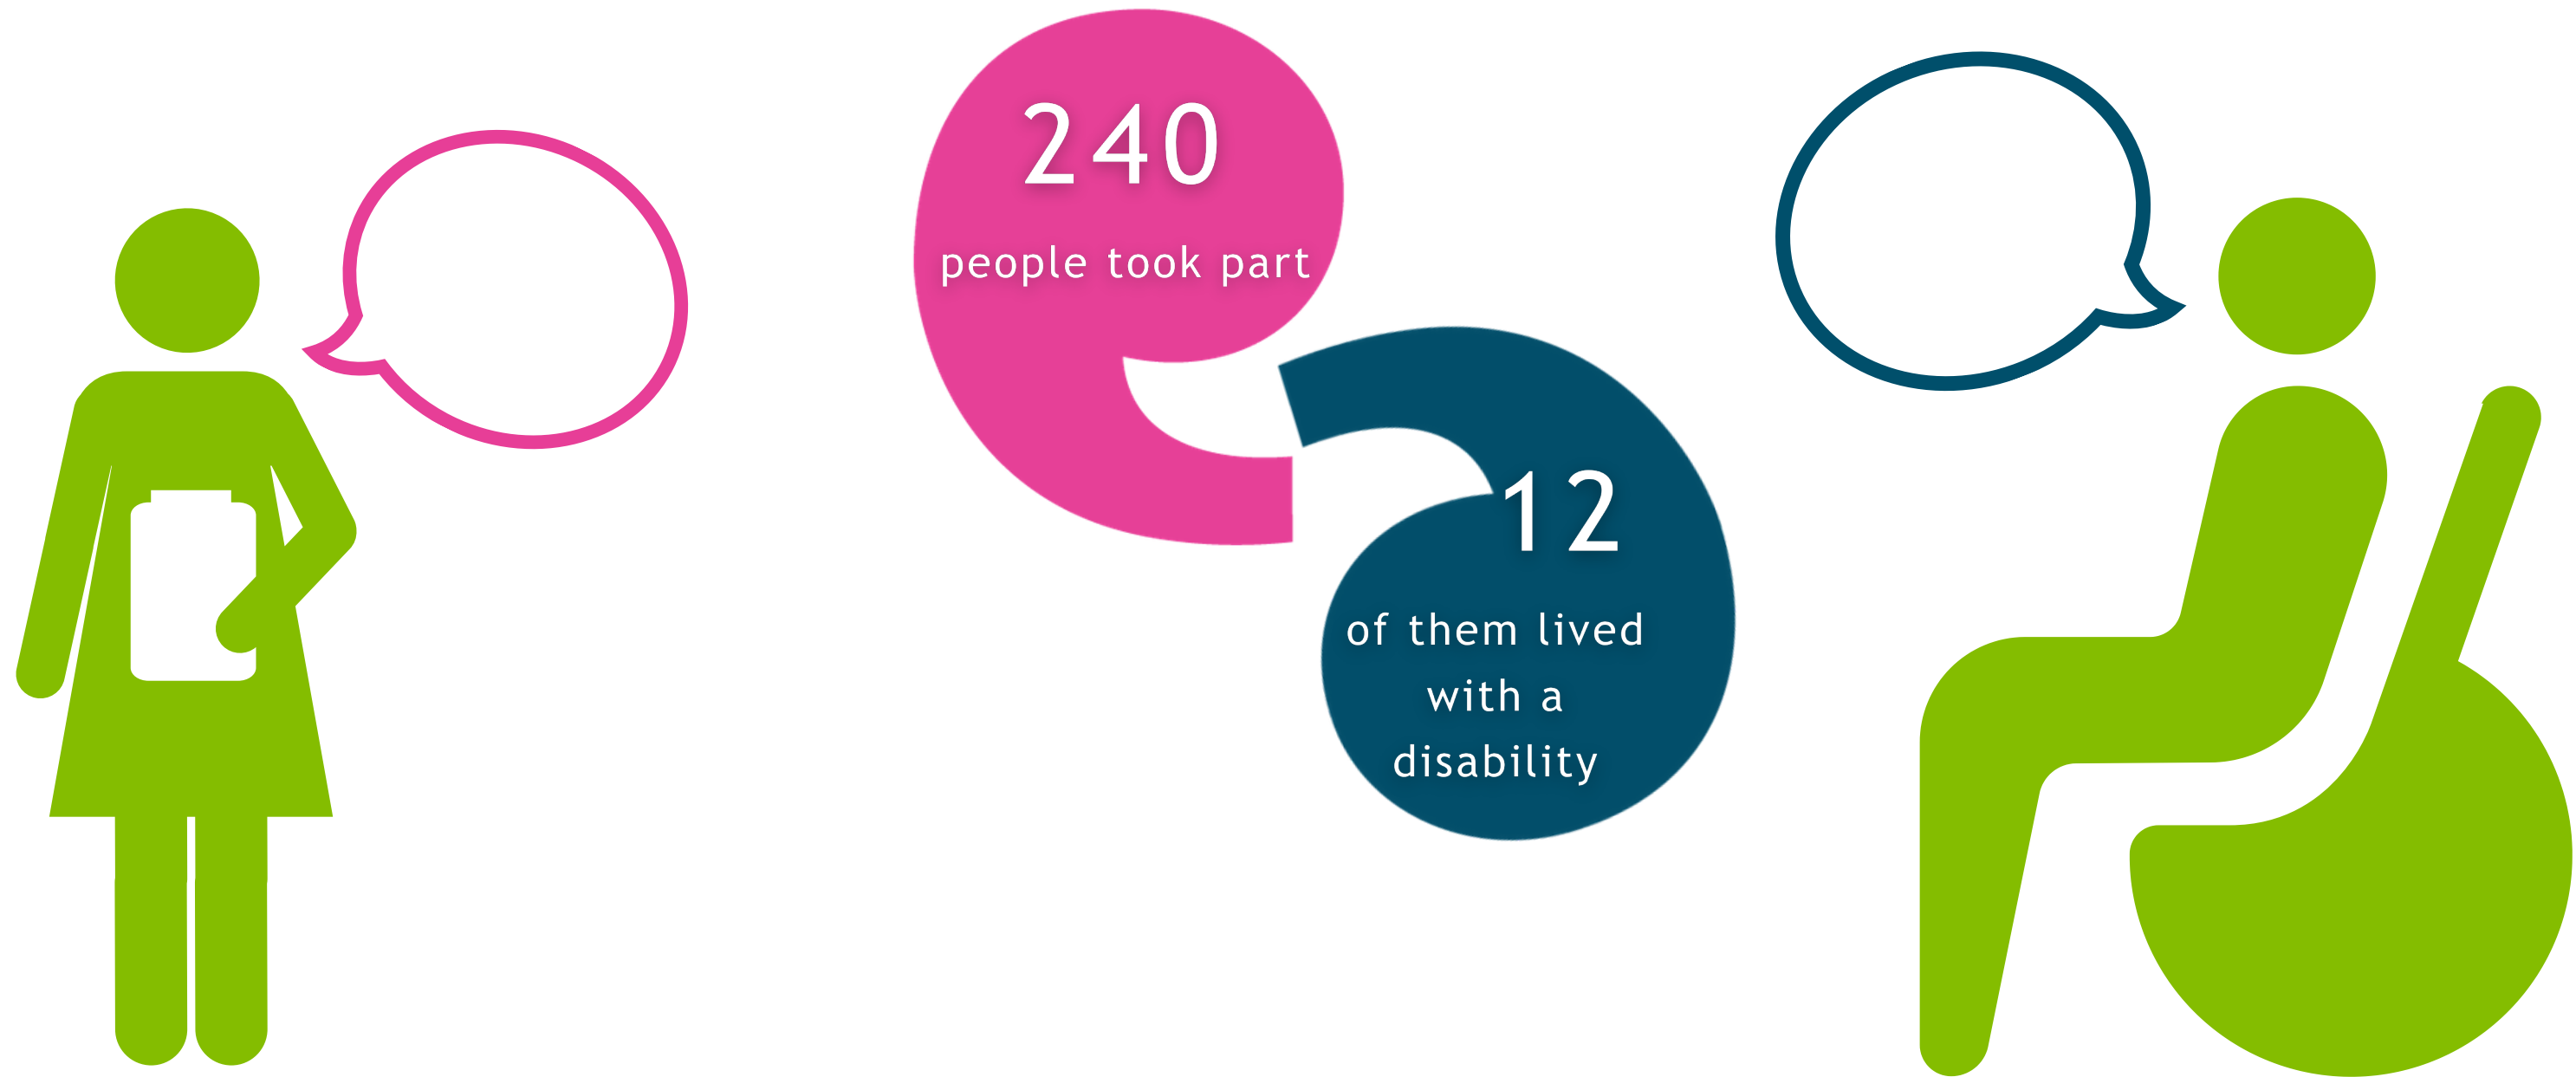 240
people took part
12
of them lived
with a
disability